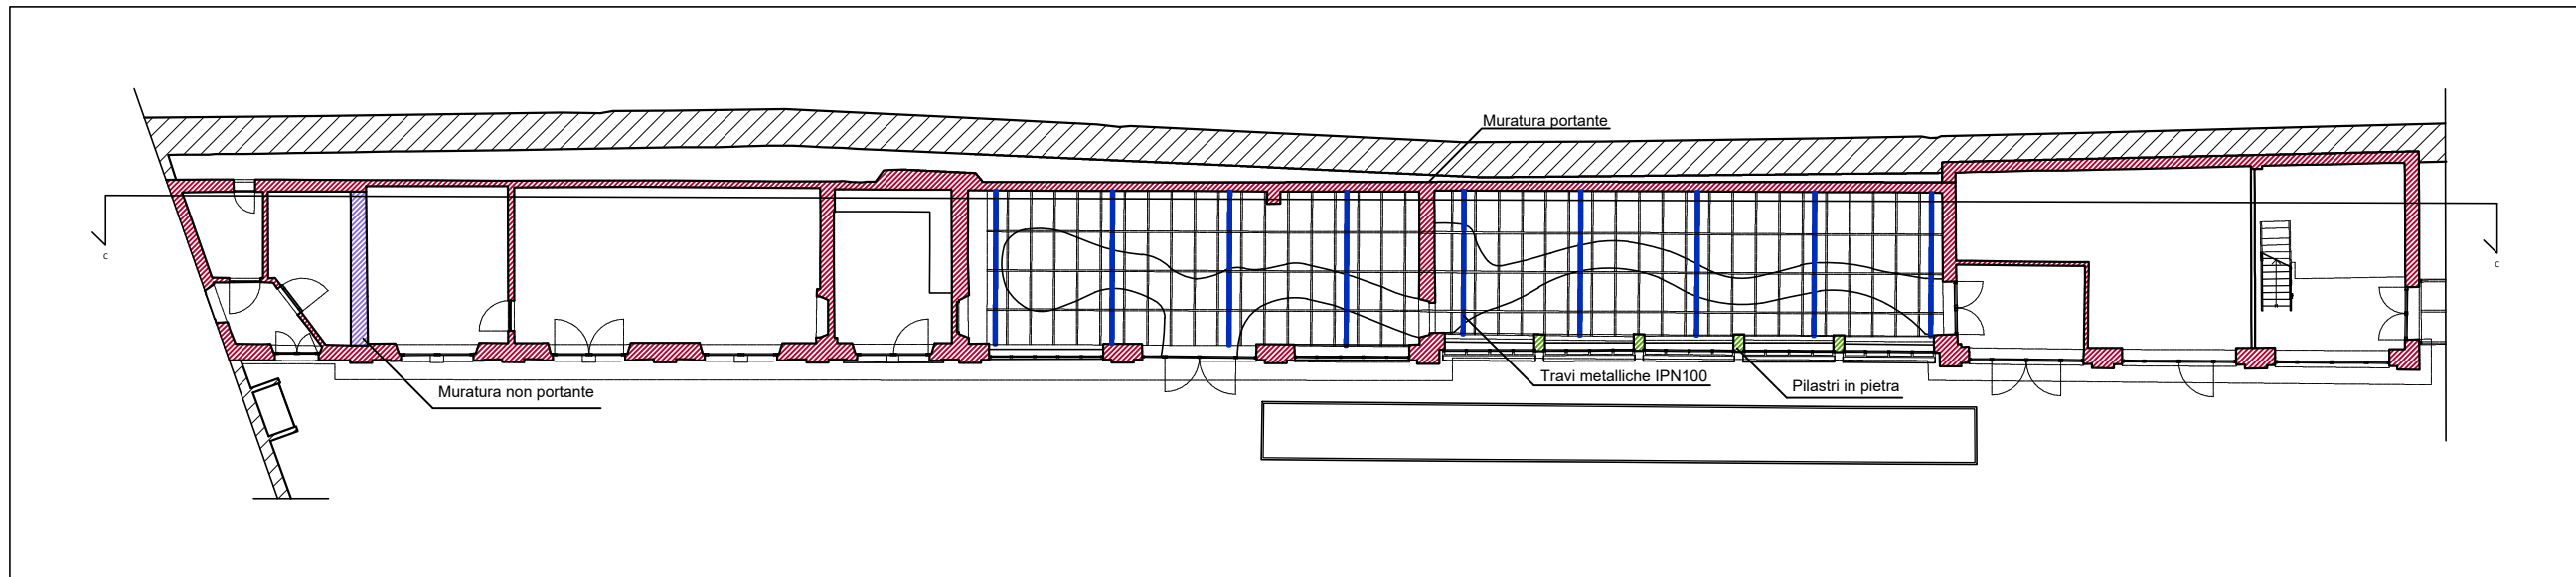 Muratura portante
c
c
Travi metalliche IPN100
Pilastri in pietra
Muratura non portante